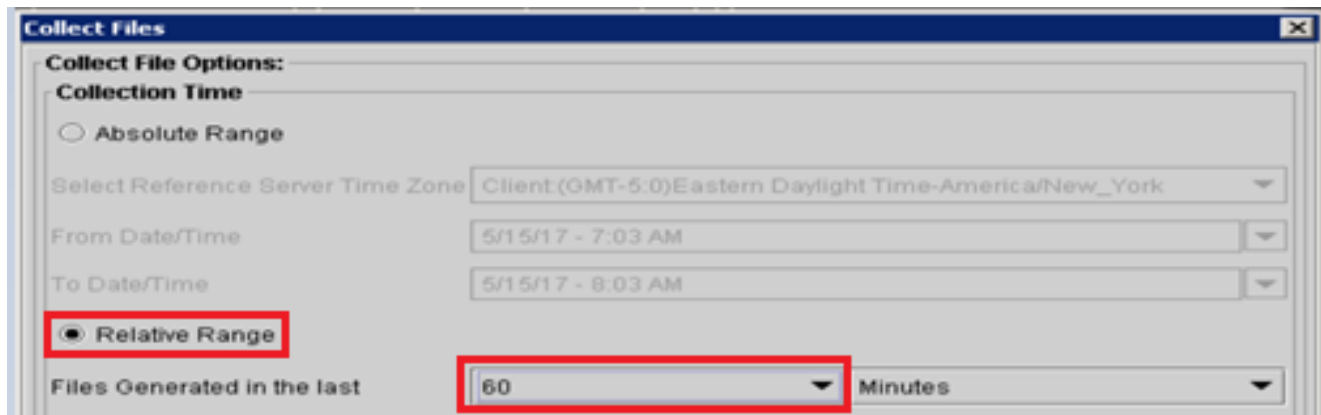 Collect Files
Collect File Options:
Collection Time
Absolute Range
Select Reference Server Time Zone Client:(GMT-5:0)Eastern Daylight Time-America/New_York
From Date/Time 5/15/17 - 7:03 AM
To Date/Time 5/15/17 - 8:03 AM
Relative Range
Files Generated in the last 60 Minutes